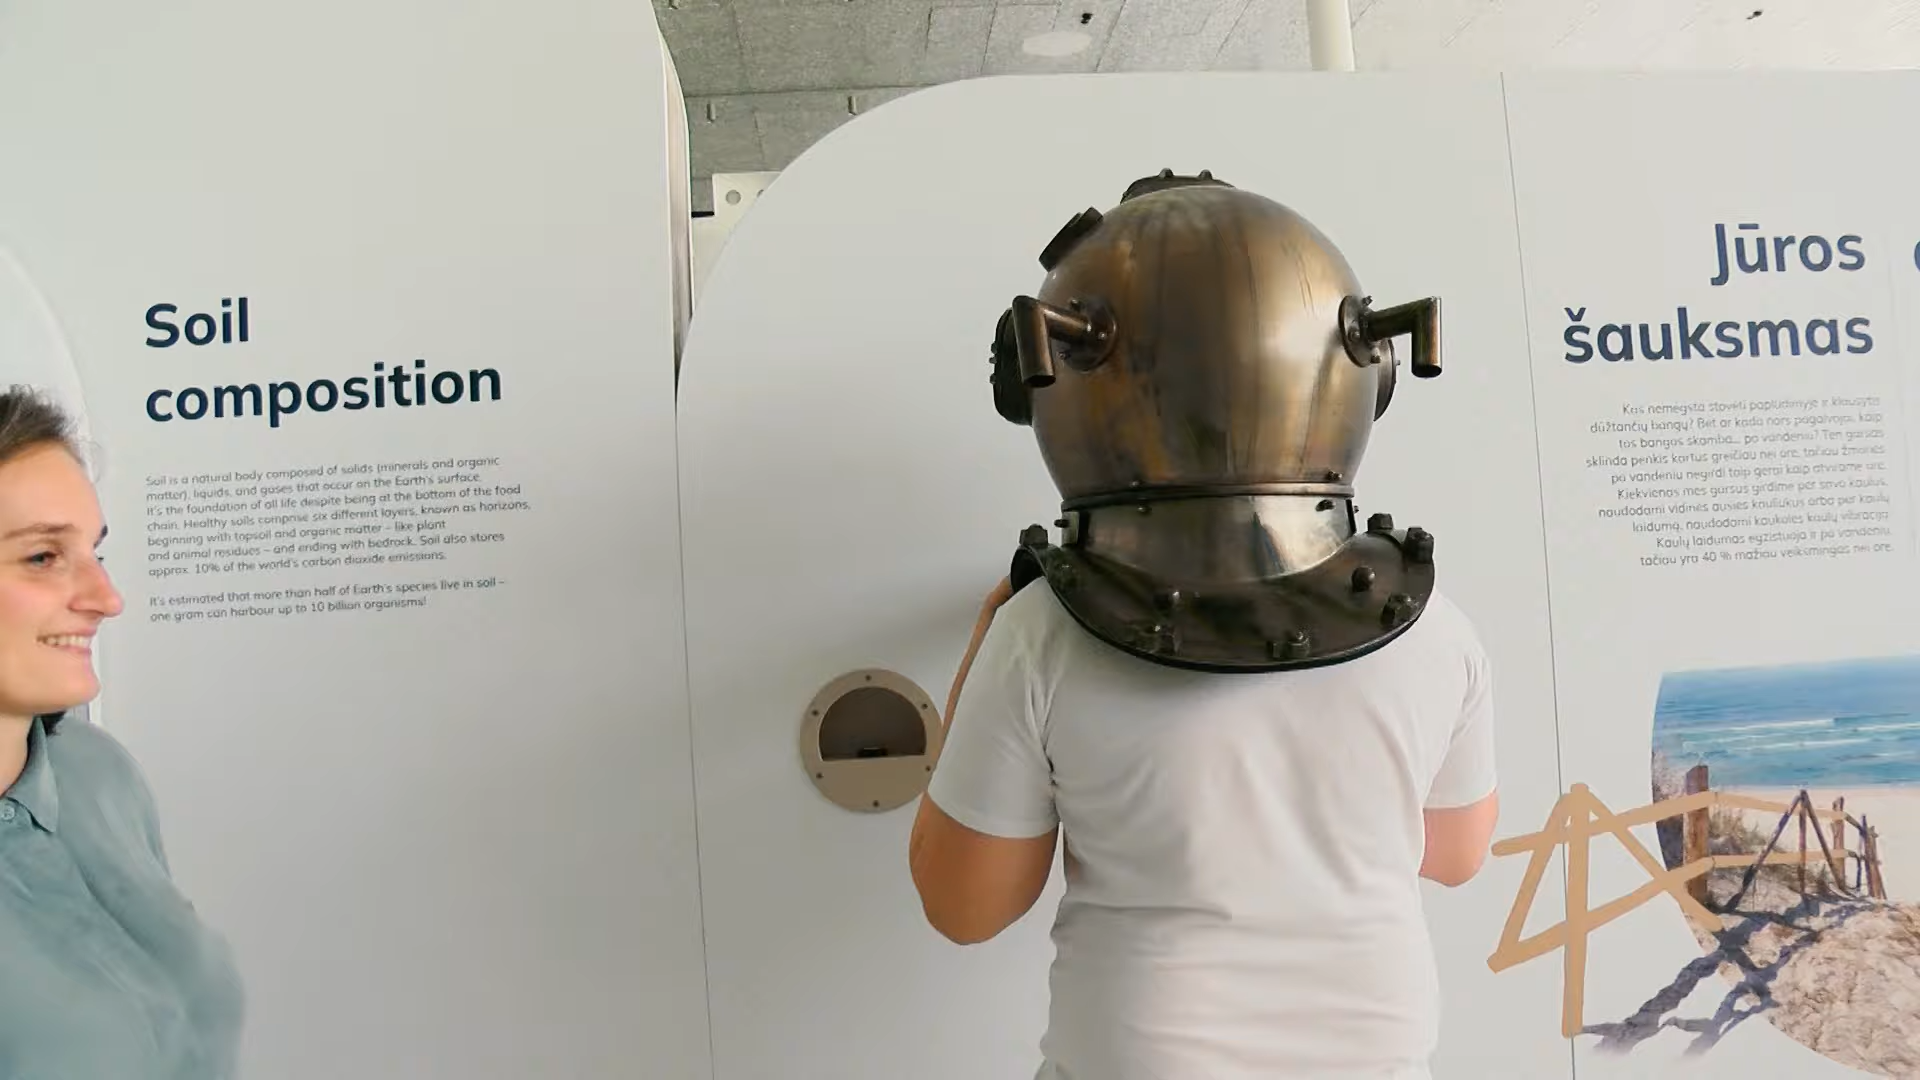 Soil
composition
Soil is a natural body composed of solids (minerals and organic
matter), liquids, and gases that occur on the Earth's surface.
It's the foundation of all life despite being at the bottom of the food
chain. Healthy soils comprise six different layers, known as horizons,
beginning with topsoil and organic matter – like plant
and animal residues – and ending with bedrock. Soil also stores
approx. 10% of the world's carbon dioxide emissions.
It's estimated that more than half of Earth's species live in soil –
one gram can harbour up to 10 billion organisms!
Jūros
šauksmas
Kas nemėgsta stovėti paplūdimyje ir klausytis
dūžtančių bangų? Bet ar kada nors pagalvojai, kaip
tos bangos skamba... po vandeniu? Ten garsas
sklinda penkis kartus greičiau nei ore, tačiau žmonės
po vandeniu negirdi taip gerai kaip atvirame ore.
Kiekvienas mes garsus girdime per savo kaulus,
naudodami vidinės ausies kauliukus arba per kaulų
laidumą, naudodami kaukolės kaulų vibraciją.
Kaulų laidumas egzistuoja ir po vandeniu,
tačiau yra 40 % mažiau veiksmingas nei ore.